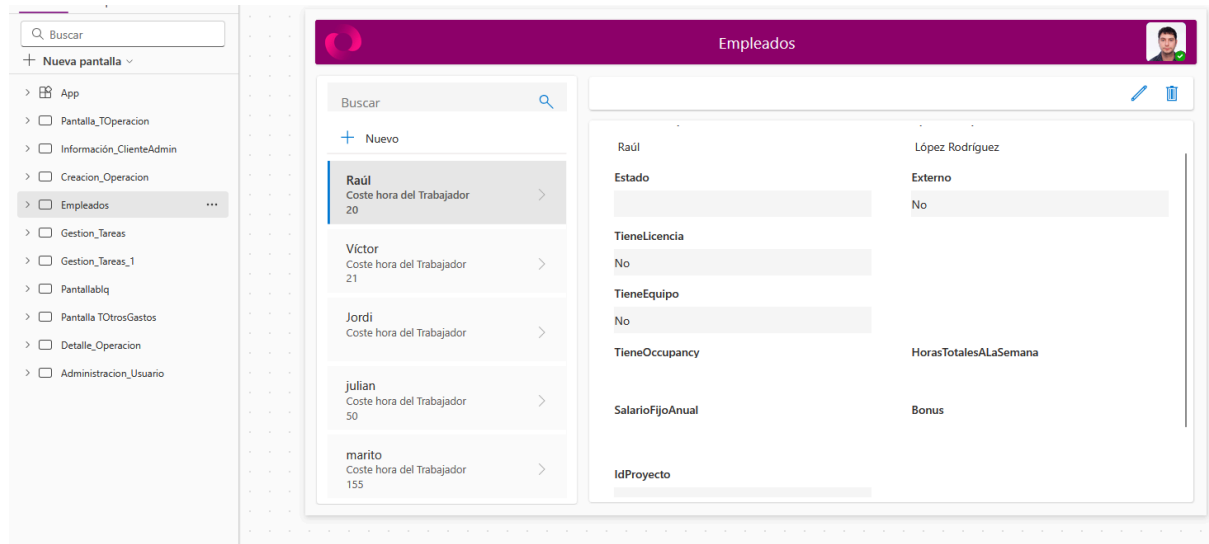 Buscar
Nueva pantalla
App
Pantalla_TOperacion
Información_ClienteAdmin
Creacion_Operacion
Empleados
Gestion_Tareas
Gestion_Tareas_1
Pantallablq
Pantalla TOtrosGastos
Detalle_Operacion
Administracion_Usuario
Empleados
Buscar
Nuevo
Raúl
Coste hora del Trabajador
20
Víctor
Coste hora del Trabajador
21
Jordi
Coste hora del Trabajador
julian
Coste hora del Trabajador
50
marito
Coste hora del Trabajador
155
Raúl López Rodríguez
Estado Externo
No
TieneLicencia
No
TieneEquipo
No
TieneOccupancy HorasTotalesALaSemana
SalarioFijoAnual Bonus
IdProyecto